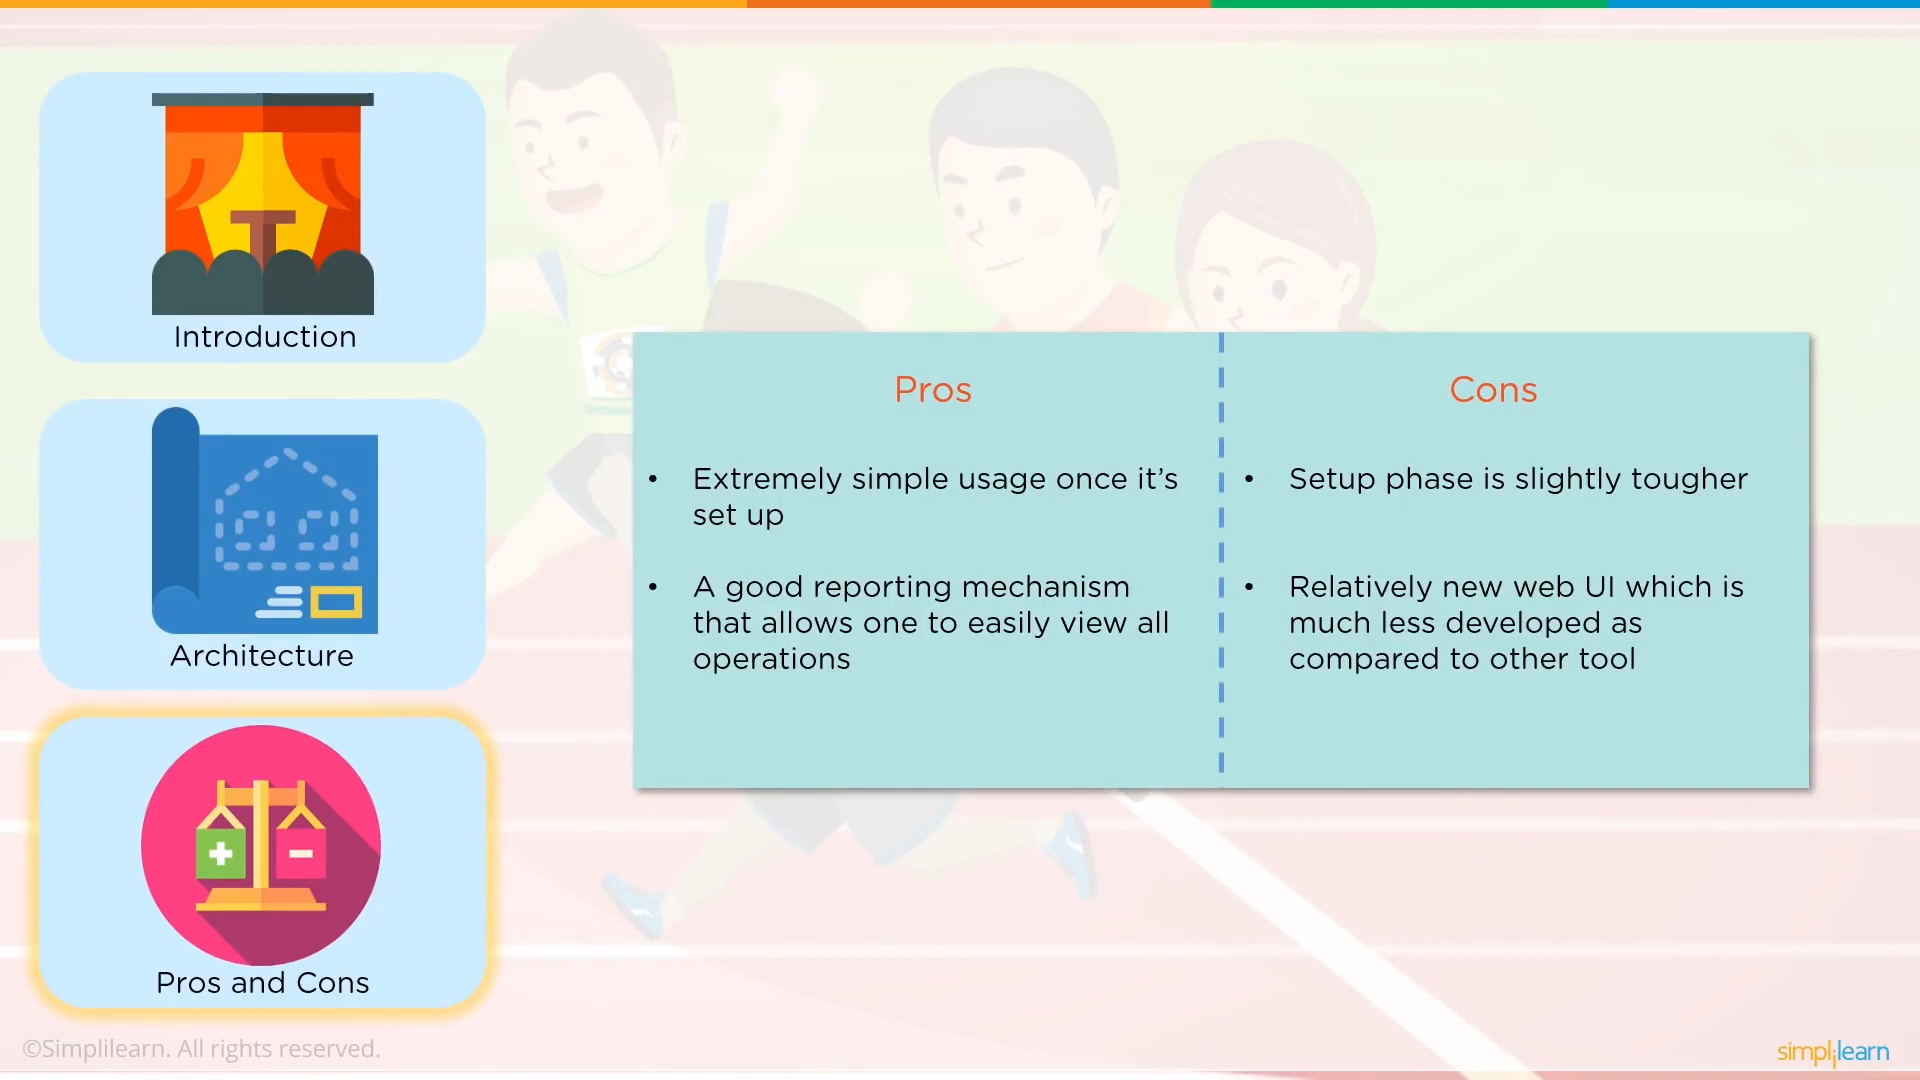 Introduction
Architecture
Pros and Cons
Pros
• Extremely simple usage once it’s
set up
• A good reporting mechanism
that allows one to easily view all
operations
Cons
• Setup phase is slightly tougher
• Relatively new web UI which is
much less developed as
compared to other tool
©Simplilearn. All rights reserved.
simplilearn